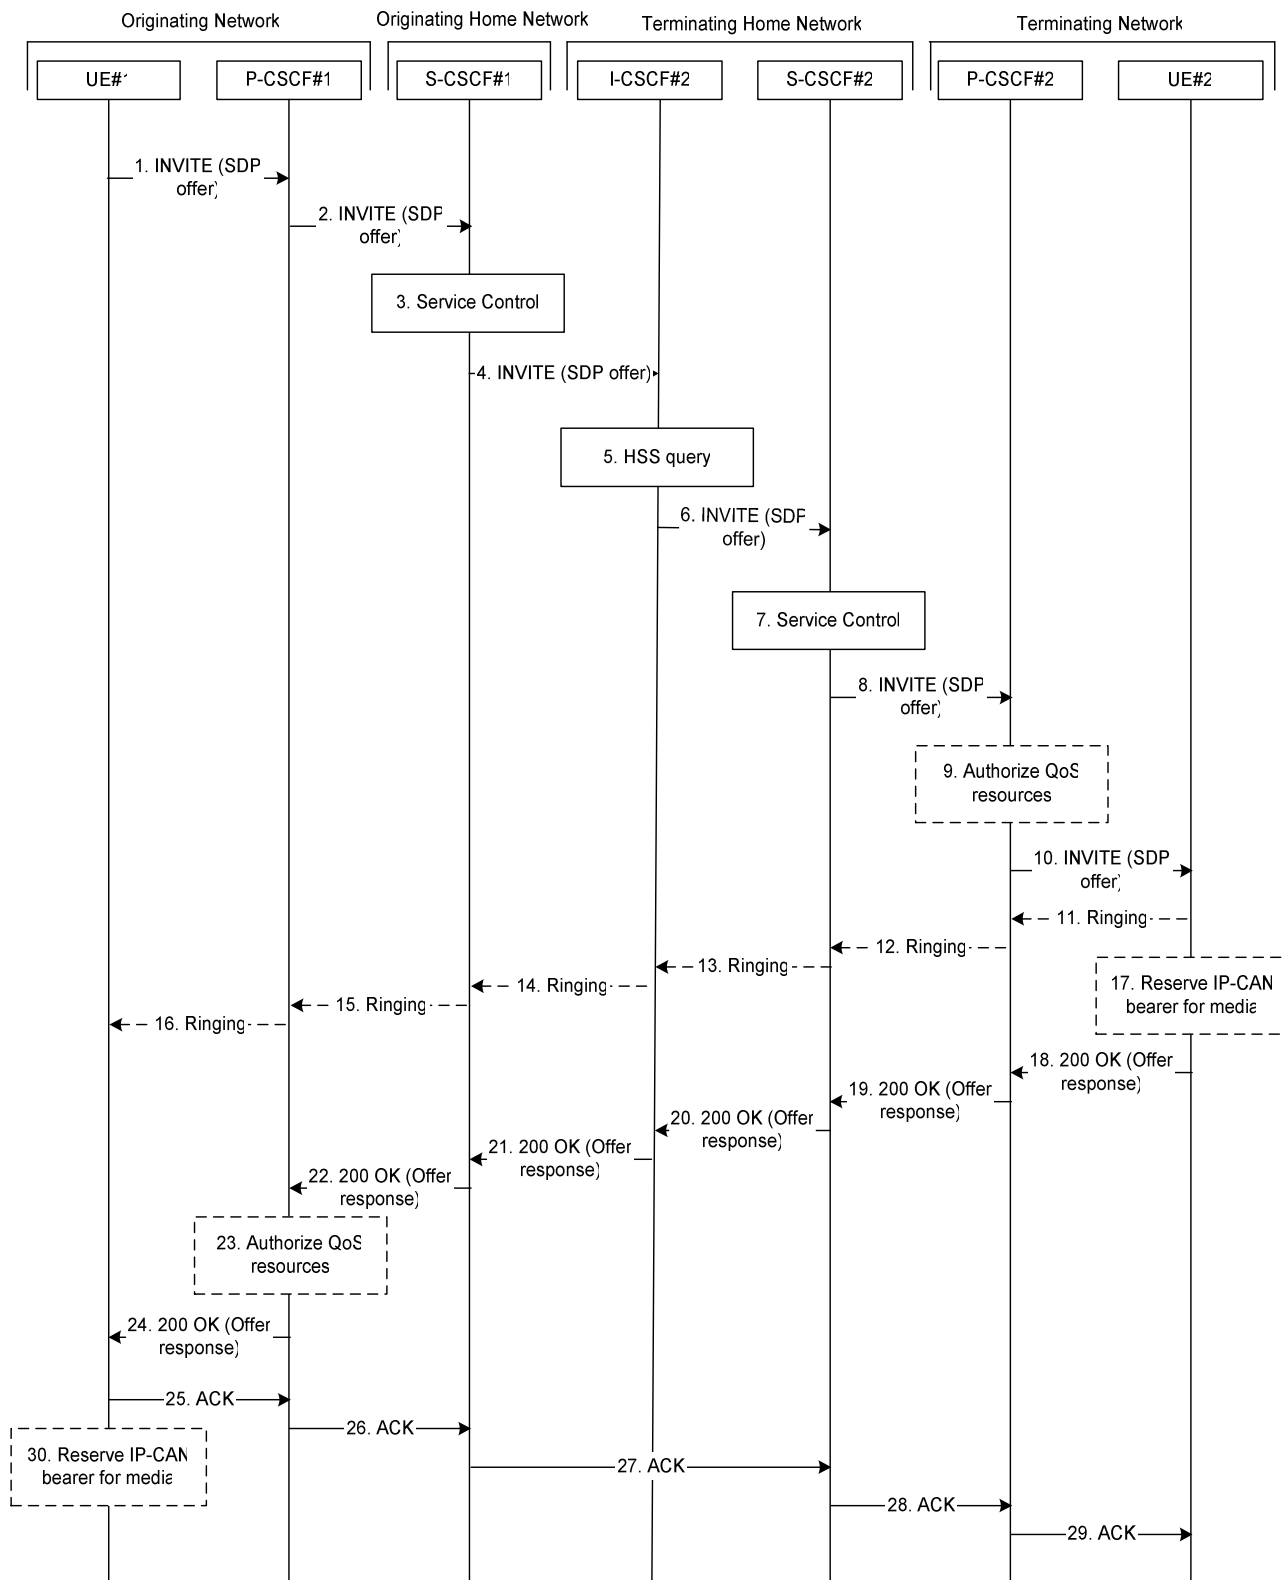 Originating Network
Originating Home Network
Terminating Home Network
Terminating Network
UE#1
P-CSCF#1
S-CSCF#1
I-CSCF#2
S-CSCF#2
P-CSCF#2
UE#2
1. INVITE (SDP
offer)
2. INVITE (SDP
offer)
3. Service Control
4. INVITE (SDP offer)
5. HSS query
6. INVITE (SDP
offer)
7. Service Control
8. INVITE (SDP
offer)
9. Authorize QoS
resources
10. INVITE (SDP
offer)
11. Ringing
12. Ringing
13. Ringing
14. Ringing
15. Ringing
16. Ringing
17. Reserve IP-CAN
bearer for media
18. 200 OK (Offer
response)
19. 200 OK (Offer
response)
20. 200 OK (Offer
response)
21. 200 OK (Offer
response)
22. 200 OK (Offer
response)
23. Authorize QoS
resources
24. 200 OK (Offer
response)
25. ACK
26. ACK
30. Reserve IP-CAN
bearer for media
27. ACK
28. ACK
29. ACK